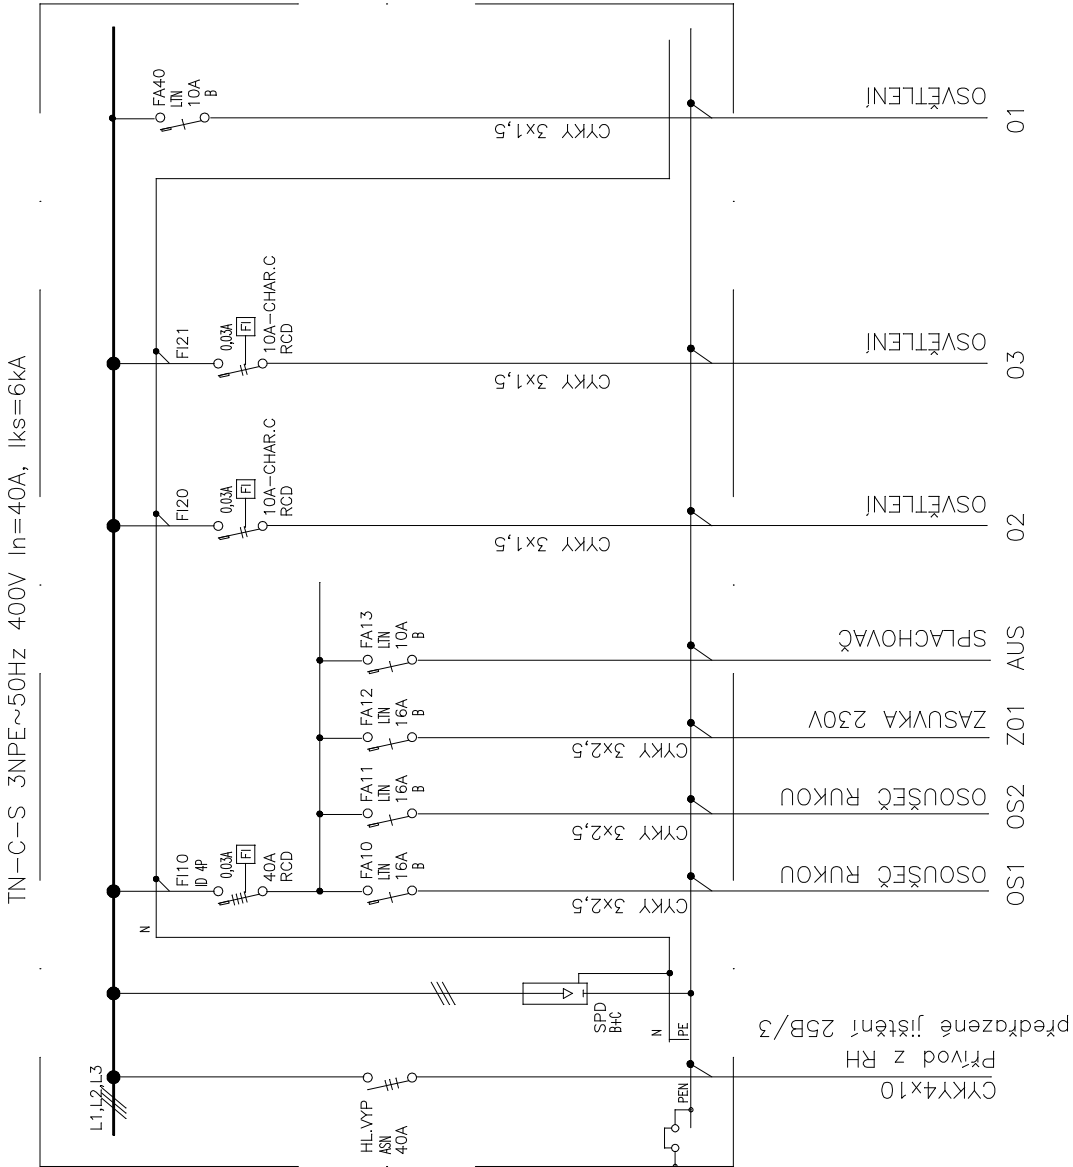 TN-C-S 3NPE~50Hz 400V In=40A, Iks=6kA
L1,L2,L3
HL.VYP
ASN
40A
PEN
CYKY4x10
Přívod z RH
předřazené jištění 25B/3
SPD
B+C
N
PE
N
FI10
ID 4P
0,03A
FI
40A
RCD
FA10
LTN
16A
B
CYKY 3x2,5
OSOUŠEČ RUKOU
OS1
FA11
LTN
16A
B
CYKY 3x2,5
OSOUŠEČ RUKOU
OS2
FA12
LTN
16A
B
CYKY 3x2,5
ZASUVKA 230V
Z01
FA13
LTN
10A
B
SPLACHOVAČ
AUS
FI20
0,03A
FI
10A-CHAR.C
RCD
CYKY 3x1,5
OSVĚTLENÍ
02
FI21
0,03A
FI
10A-CHAR.C
RCD
CYKY 3x1,5
OSVĚTLENÍ
03
FA40
LTN
10A
B
CYKY 3x1,5
OSVĚTLENÍ
01